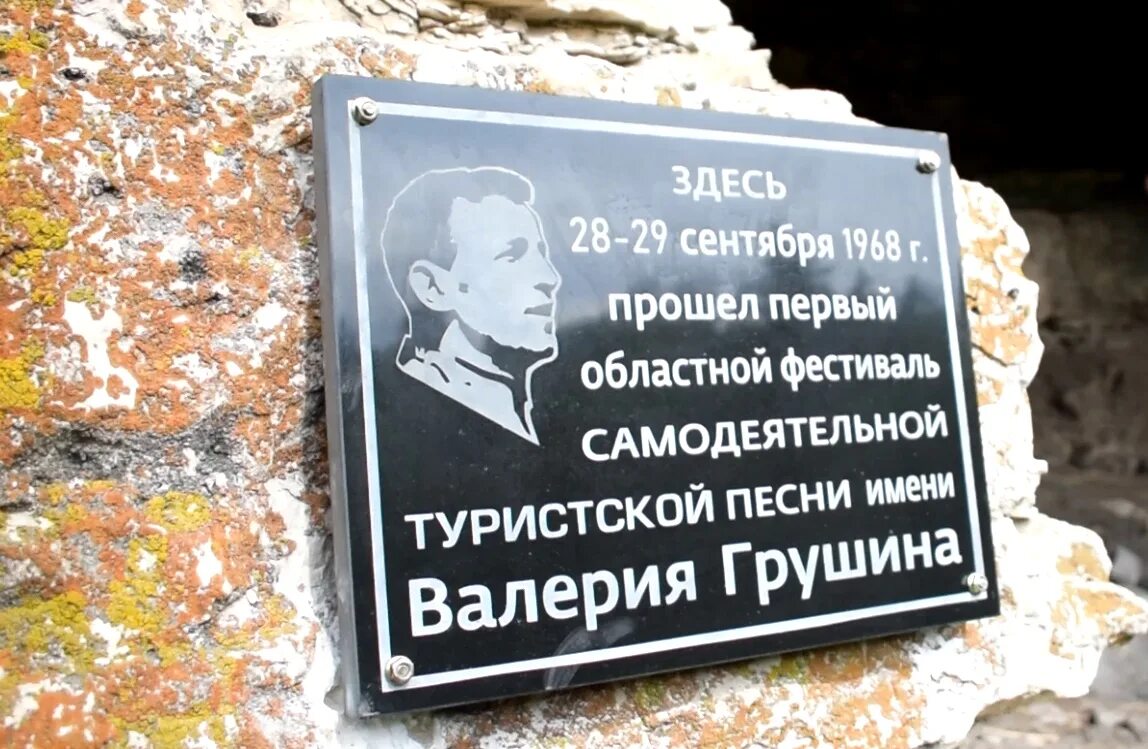 ЗДЕСЬ
28-29 сентября 1968 г.
прошел первый
областной фестиваль
САМОДЕЯТЕЛЬНОЙ
ТУРИСТСКОЙ ПЕСНИ имени
Валерия Грушина